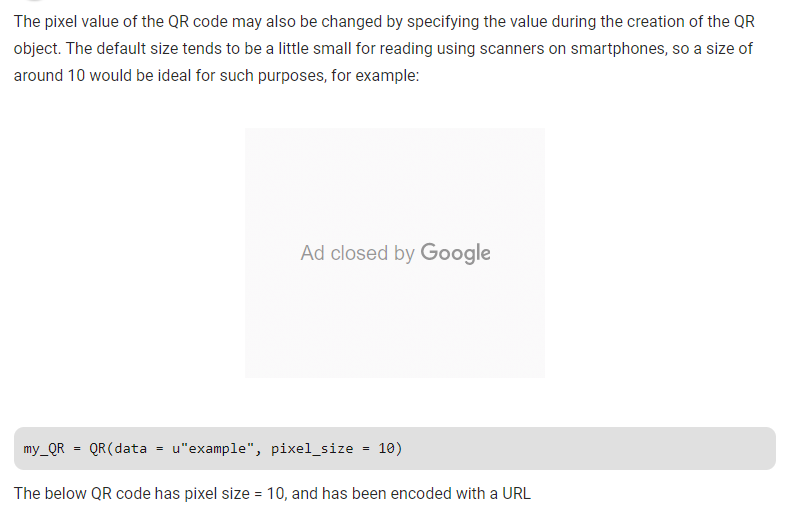 The pixel value of the QR code may also be changed by specifying the value during the creation of the QR
object. The default size tends to be a little small for reading using scanners on smartphones, so a size of
around 10 would be ideal for such purposes, for example:
Ad closed by Google
my_QR = QR(data = u"example", pixel_size = 10)
The below QR code has pixel size = 10, and has been encoded with a URL